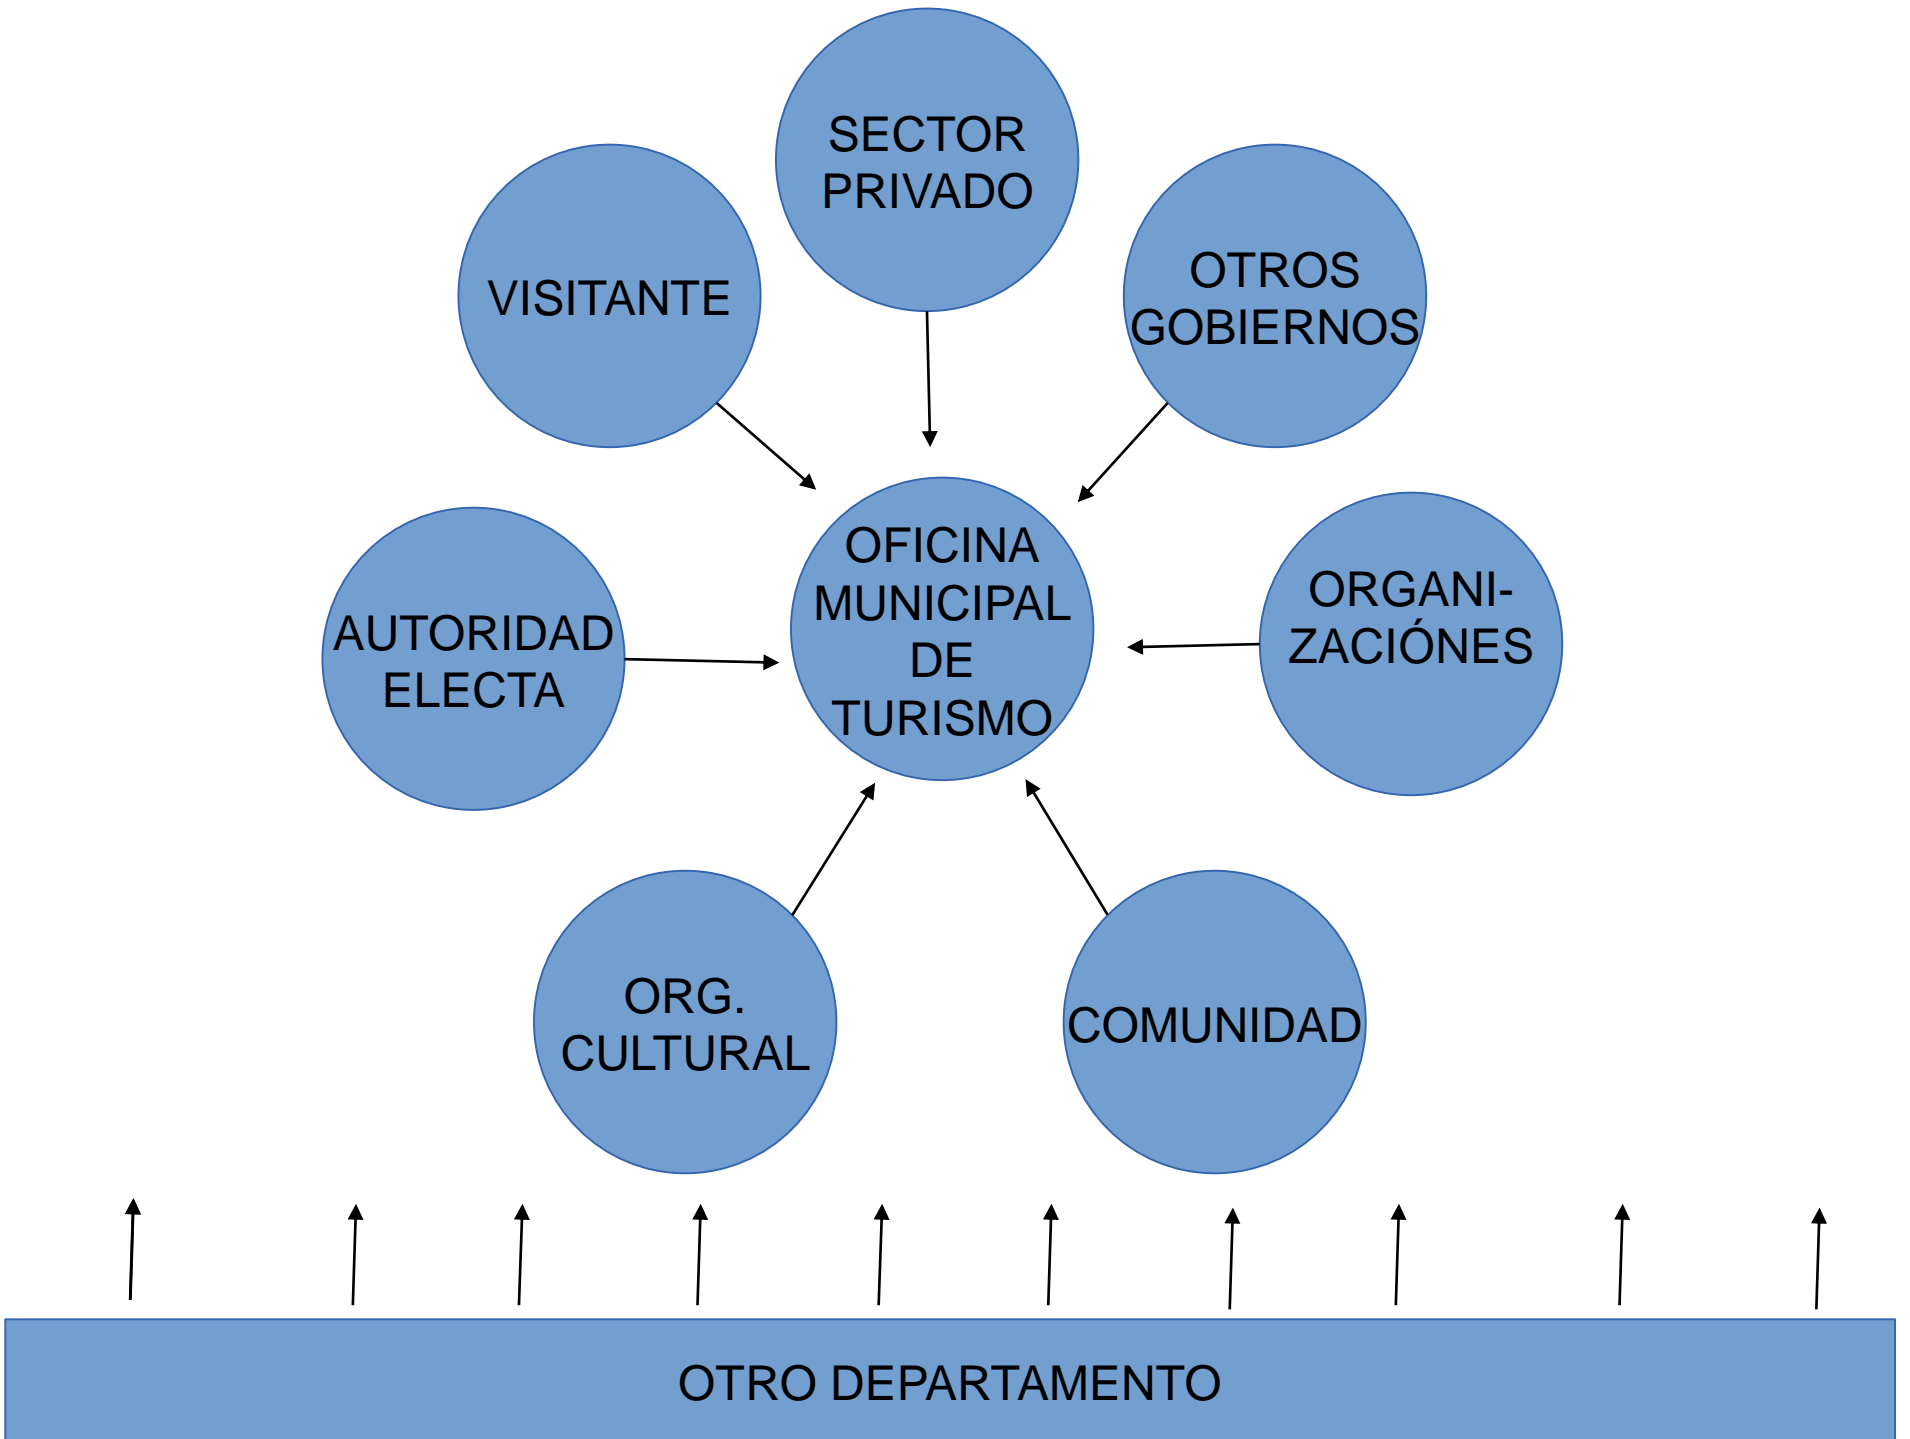 SECTOR
PRIVADO
VISITANTE
OTROS
GOBIERNOS
OFICINA
MUNICIPAL
DE
TURISMO
AUTORIDAD
ELECTA
ORGANI-
ZACIÓNES
ORG.
CULTURAL
COMUNIDAD
OTRO DEPARTAMENTO